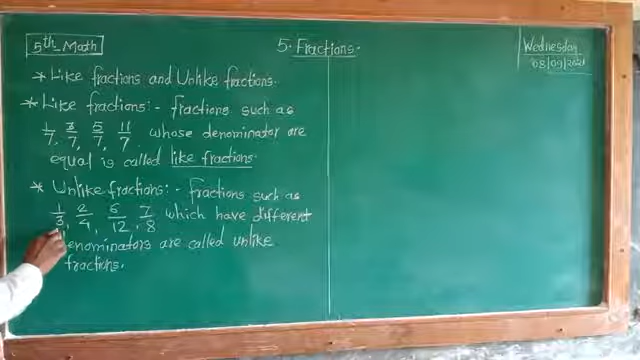 5th Math
5. Fractions.
Wednesday
08/09/2021
* Like fractions and Unlike fractions.
* Like fractions:- fractions such as
1/7, 3/7, 5/7, 11/7 whose denominator are
equal is called like fractions.
* Unlike fractions:- fractions such as
1/3, 2/4, 6/12, 7/8 which have different
denominators are called unlike
fractions.